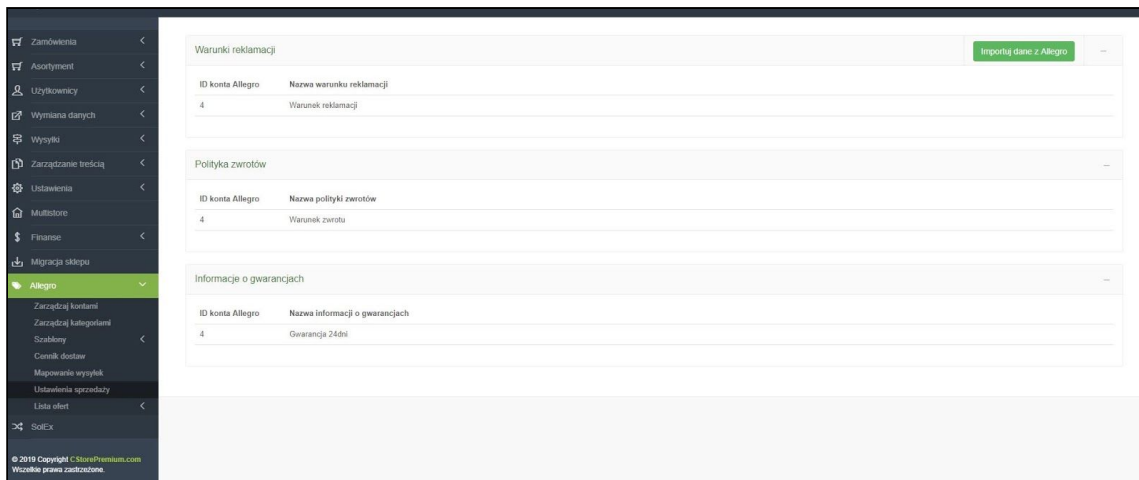 Zamówienia
Asortyment
Użytkownicy
Wymiana danych
Wysyłki
Zarządzanie treścią
Ustawienia
Multistore
$ Finanse
Migracja sklepu
Allegro
Zarządzaj kontami
Zarządzaj kategoriami
Szablony
Cennik dostaw
Mapowanie wysyłek
Ustawienia sprzedaży
Lista ofert
SolEx
© 2019 Copyright CStorePremium.com
Wszelkie prawa zastrzeżone.
Warunki reklamacji
Importuj dane z Allegro
ID konta Allegro Nazwa warunku reklamacji
4 Warunek reklamacji
Polityka zwrotów
ID konta Allegro Nazwa polityki zwrotów
4 Warunek zwrotu
Informacje o gwarancjach
ID konta Allegro Nazwa informacji o gwarancjach
4 Gwarancja 24dni